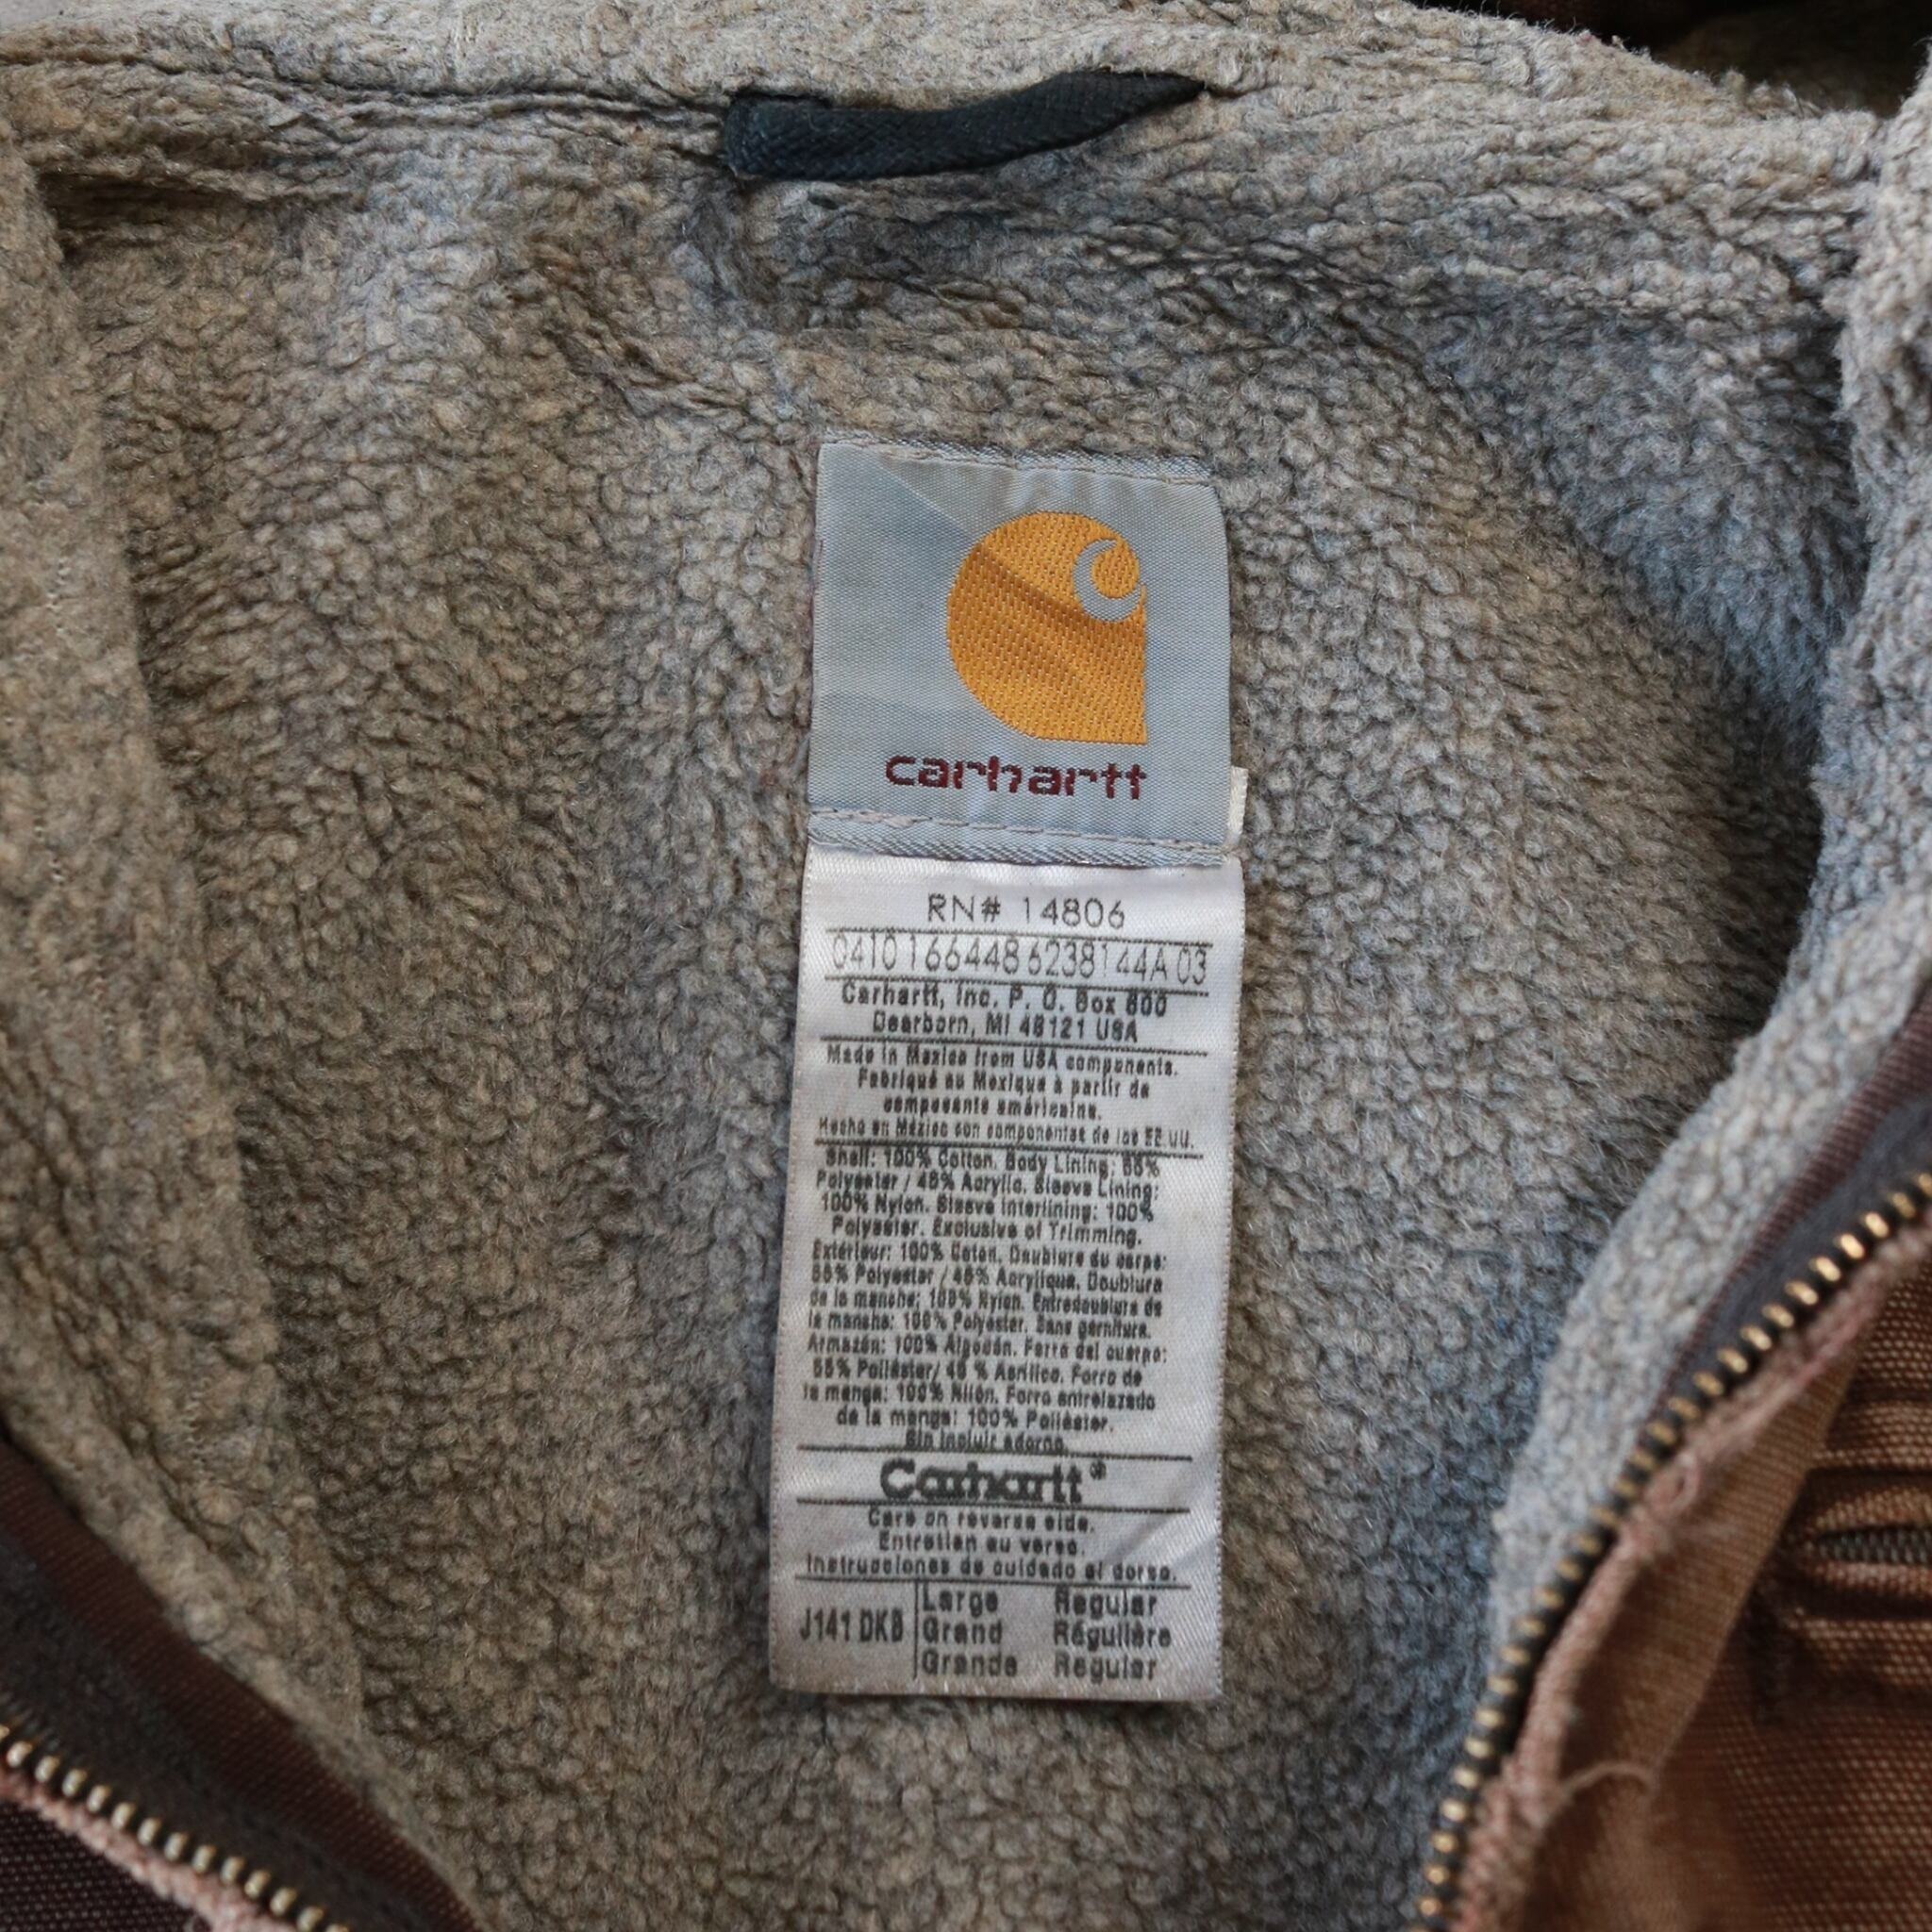 carhartt
RN# 14806
0410 166448 6238144A 03
Carhartt, Inc. P. O. Box 600
Dearborn, MI 48121 USA
Made in Mexico from USA components.
Fabriqué au Mexique à partir de
composants américains.
Hecho en México con componentes de los EE.UU.
Shell: 100% Cotton. Body Lining: 55%
Polyester / 45% Acrylic. Sleeve Lining:
100% Nylon. Sleeve Interlining: 100%
Polyester. Exclusive of Trimming.
Extérieur: 100% Coton. Doublure du corps:
55% Polyester / 45% Acrylique. Doublure
de la manche: 100% Nylon. Entredoublure de
la manche: 100% Polyester. Sans garniture.
Armazón: 100% Algodón. Forro del cuerpo:
55% Poliéster/ 45 % Acrílico. Forro de
la manga: 100% Nilón. Forro entrelazado
de la manga: 100% Poliéster.
Sin incluir adorno.
Carhartt®
Care on reverse side.
Entretien au verso.
Instrucciones de cuidado al dorso.
J141 DKB
Large Regular
Grand Régulière
Grande Regular